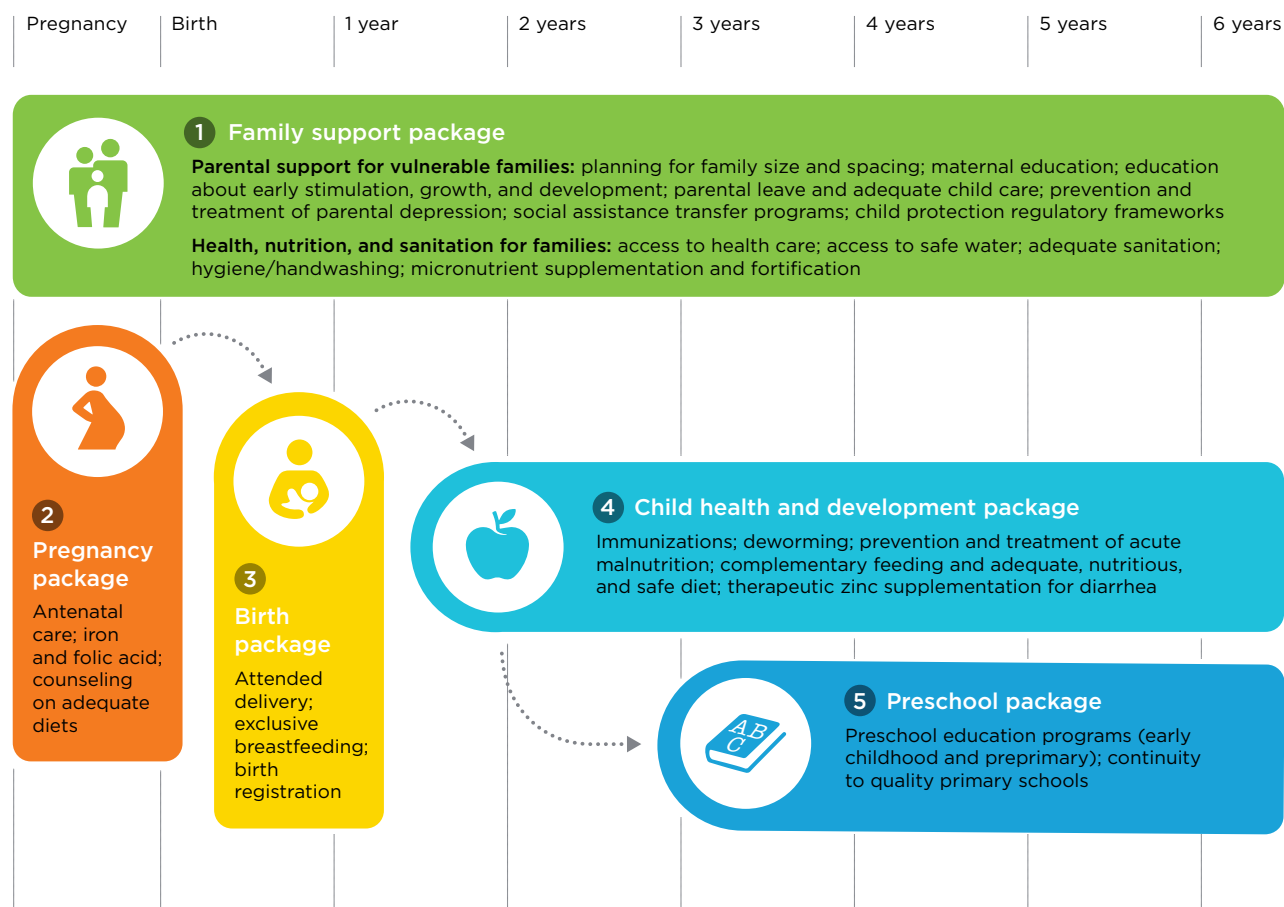 Pregnancy
Birth
1 year
2 years
3 years
4 years
5 years
6 years
1 Family support package
Parental support for vulnerable families: planning for family size and spacing; maternal education; education
about early stimulation, growth, and development; parental leave and adequate child care; prevention and
treatment of parental depression; social assistance transfer programs; child protection regulatory frameworks
Health, nutrition, and sanitation for families: access to health care; access to safe water; adequate sanitation;
hygiene/handwashing; micronutrient supplementation and fortification
2
Pregnancy
package
Antenatal
care; iron
and folic acid;
counseling
on adequate
diets
3
Birth
package
Attended
delivery;
exclusive
breastfeeding;
birth
registration
4 Child health and development package
Immunizations; deworming; prevention and treatment of acute
malnutrition; complementary feeding and adequate, nutritious,
and safe diet; therapeutic zinc supplementation for diarrhea
ABC
5 Preschool package
Preschool education programs (early
childhood and preprimary); continuity
to quality primary schools